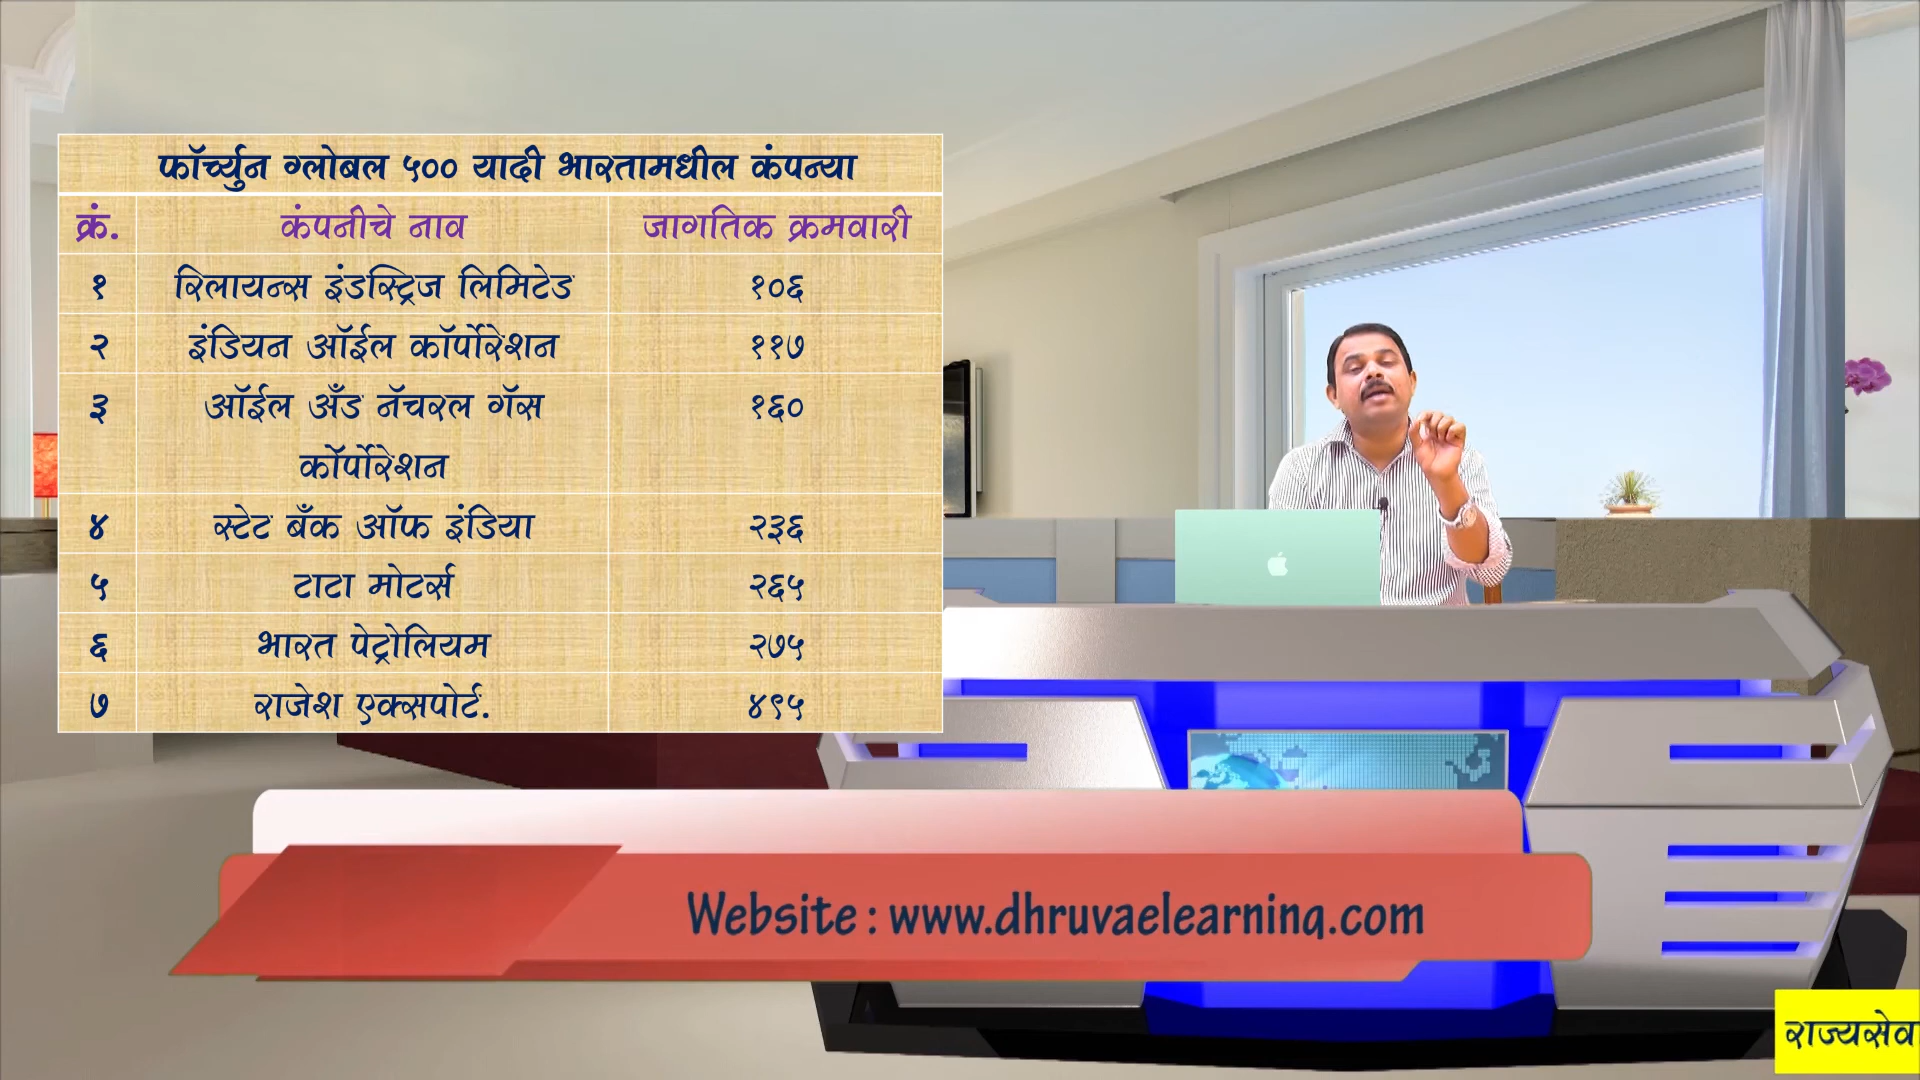 फॉर्च्युन ग्लोबल ५०० यादी भारतामधील कंपन्या
क्रं. कंपनीचे नाव जागतिक क्रमवारी
१ रिलायन्स इंडस्ट्रिज लिमिटेड १०६
२ इंडियन ऑईल कॉर्पोरेशन ११७
३ ऑईल अँड नॅचरल गॅस १६०
कॉर्पोरेशन
४ स्टेट बँक ऑफ इंडिया २३६
५ टाटा मोटर्स २६५
६ भारत पेट्रोलियम २७५
७ राजेश एक्सपोर्ट. ४९५
Website : www.dhruvaelearning.com
राज्यसेव